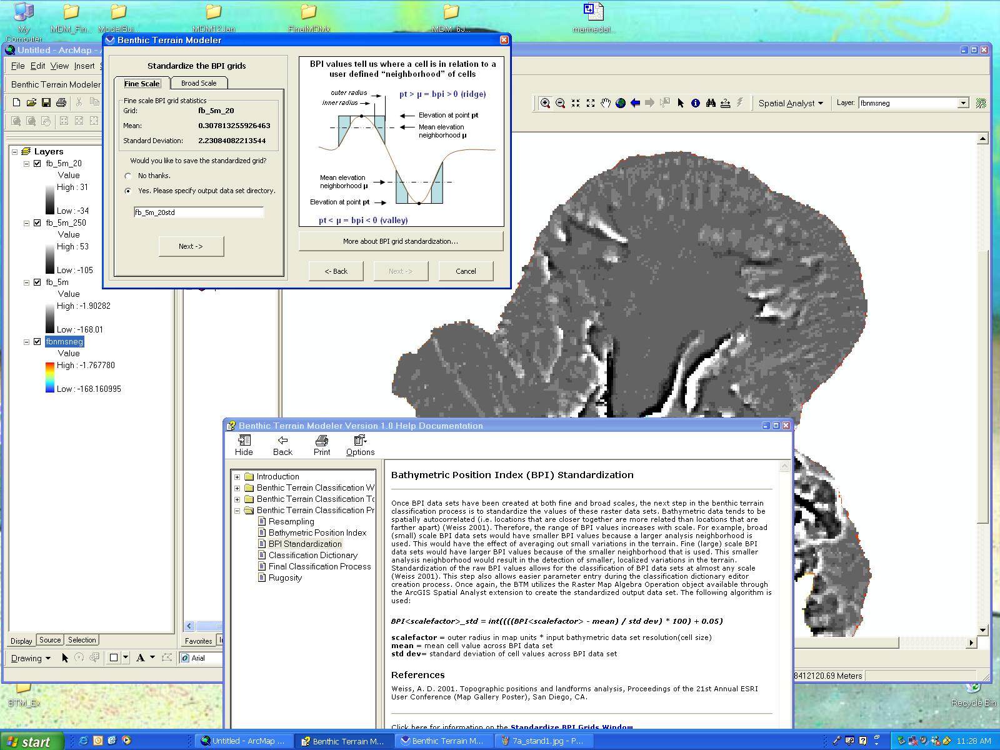 My Computer
MDM_Fin...
ModelBui...
MDM12Jan
FinalMDMx
MDM_6J...
marinedat...
Untitled - ArcMap -
File Edit View Insert
Benthic Terrain Modeler
Spatial Analyst
Layer: fbnmsneg
Layers
fb_5m_20
Value
High : 31
Low : -34
fb_5m_250
Value
High : 53
Low : -105
fb_5m
Value
High : -1.90282
Low : -168.01
fbnmsneg
Value
High : -1.767780
Low : -168.160995
Display Source Selection
Favorites
Drawing
A
Arial
8412120.69 Meters
Benthic Terrain Modeler
Standardize the BPI grids
Fine Scale Broad Scale
Fine scale BPI grid statistics
Grid: fb_5m_20
Mean: 0.307813255926463
Standard Deviation: 2.23084082213544
Would you like to save the standardized grid?
No thanks.
Yes. Please specify output data set directory.
fb_5m_20std
Next ->
BPI values tell us where a cell is in relation to a
user defined “neighborhood” of cells
outer radius
inner radius
pt > µ = bpi > 0 (ridge)
Elevation at point pt
Mean elevation
neighborhood µ
Mean elevation
neighborhood µ
Elevation at point pt
pt < µ = bpi < 0 (valley)
More about BPI grid standardization...
<- Back Next -> Cancel
Benthic Terrain Modeler Version 1.0 Help Documentation
Hide Back Print Options
Introduction
Benthic Terrain Classification W
Benthic Terrain Classification To
Benthic Terrain Classification Pr
Resampling
Bathymetric Position Index
BPI Standardization
Classification Dictionary
Final Classification Process
Rugosity
Bathymetric Position Index (BPI) Standardization
Once BPI data sets have been created at both fine and broad scales, the next step in the benthic terrain
classification process is to standardize the values of these raster data sets. Bathymetric data tends to be
spatially autocorrelated (i.e. locations that are closer together are more related than locations that are
farther apart) (Weiss 2001). Therefore, the range of BPI values increases with scale. For example, broad
(small) scale BPI data sets would have smaller BPI values because a larger analysis neighborhood is
used. This would have the effect of averaging out small variations in the terrain. Fine (large) scale BPI
data sets would have larger BPI values because of the smaller neighborhood that is used. This smaller
analysis neighborhood would result in the detection of smaller, localized variations in the terrain.
Standardization of the raw BPI values allows for the classification of BPI data sets at almost any scale
(Weiss 2001). This step also allows easier parameter entry during the classification dictionary editor
creation process. Once again, the BTM utilizes the Raster Map Algebra Operation object available through
the ArcGIS Spatial Analyst extension to create the standardized output data set. The following algorithm is
used:
BPI<scalefactor>_std = int((((BPI<scalefactor> - mean) / std dev) * 100) + 0.05)
scalefactor = outer radius in map units * input bathymetric data set resolution(cell size)
mean = mean cell value across BPI data set
std dev= standard deviation of cell values across BPI data set
References
Weiss, A. D. 2001. Topographic positions and landforms analysis, Proceedings of the 21st Annual ESRI
User Conference (Map Gallery Poster), San Diego, CA.
Click here for information on the Standardize BPI Grids Window
BTM_Ex
Recycle Bin
start
Untitled - ArcMap ...
Benthic Terrain M...
Benthic Terrain M...
7a_stand1.jpg - P...
11:28 AM